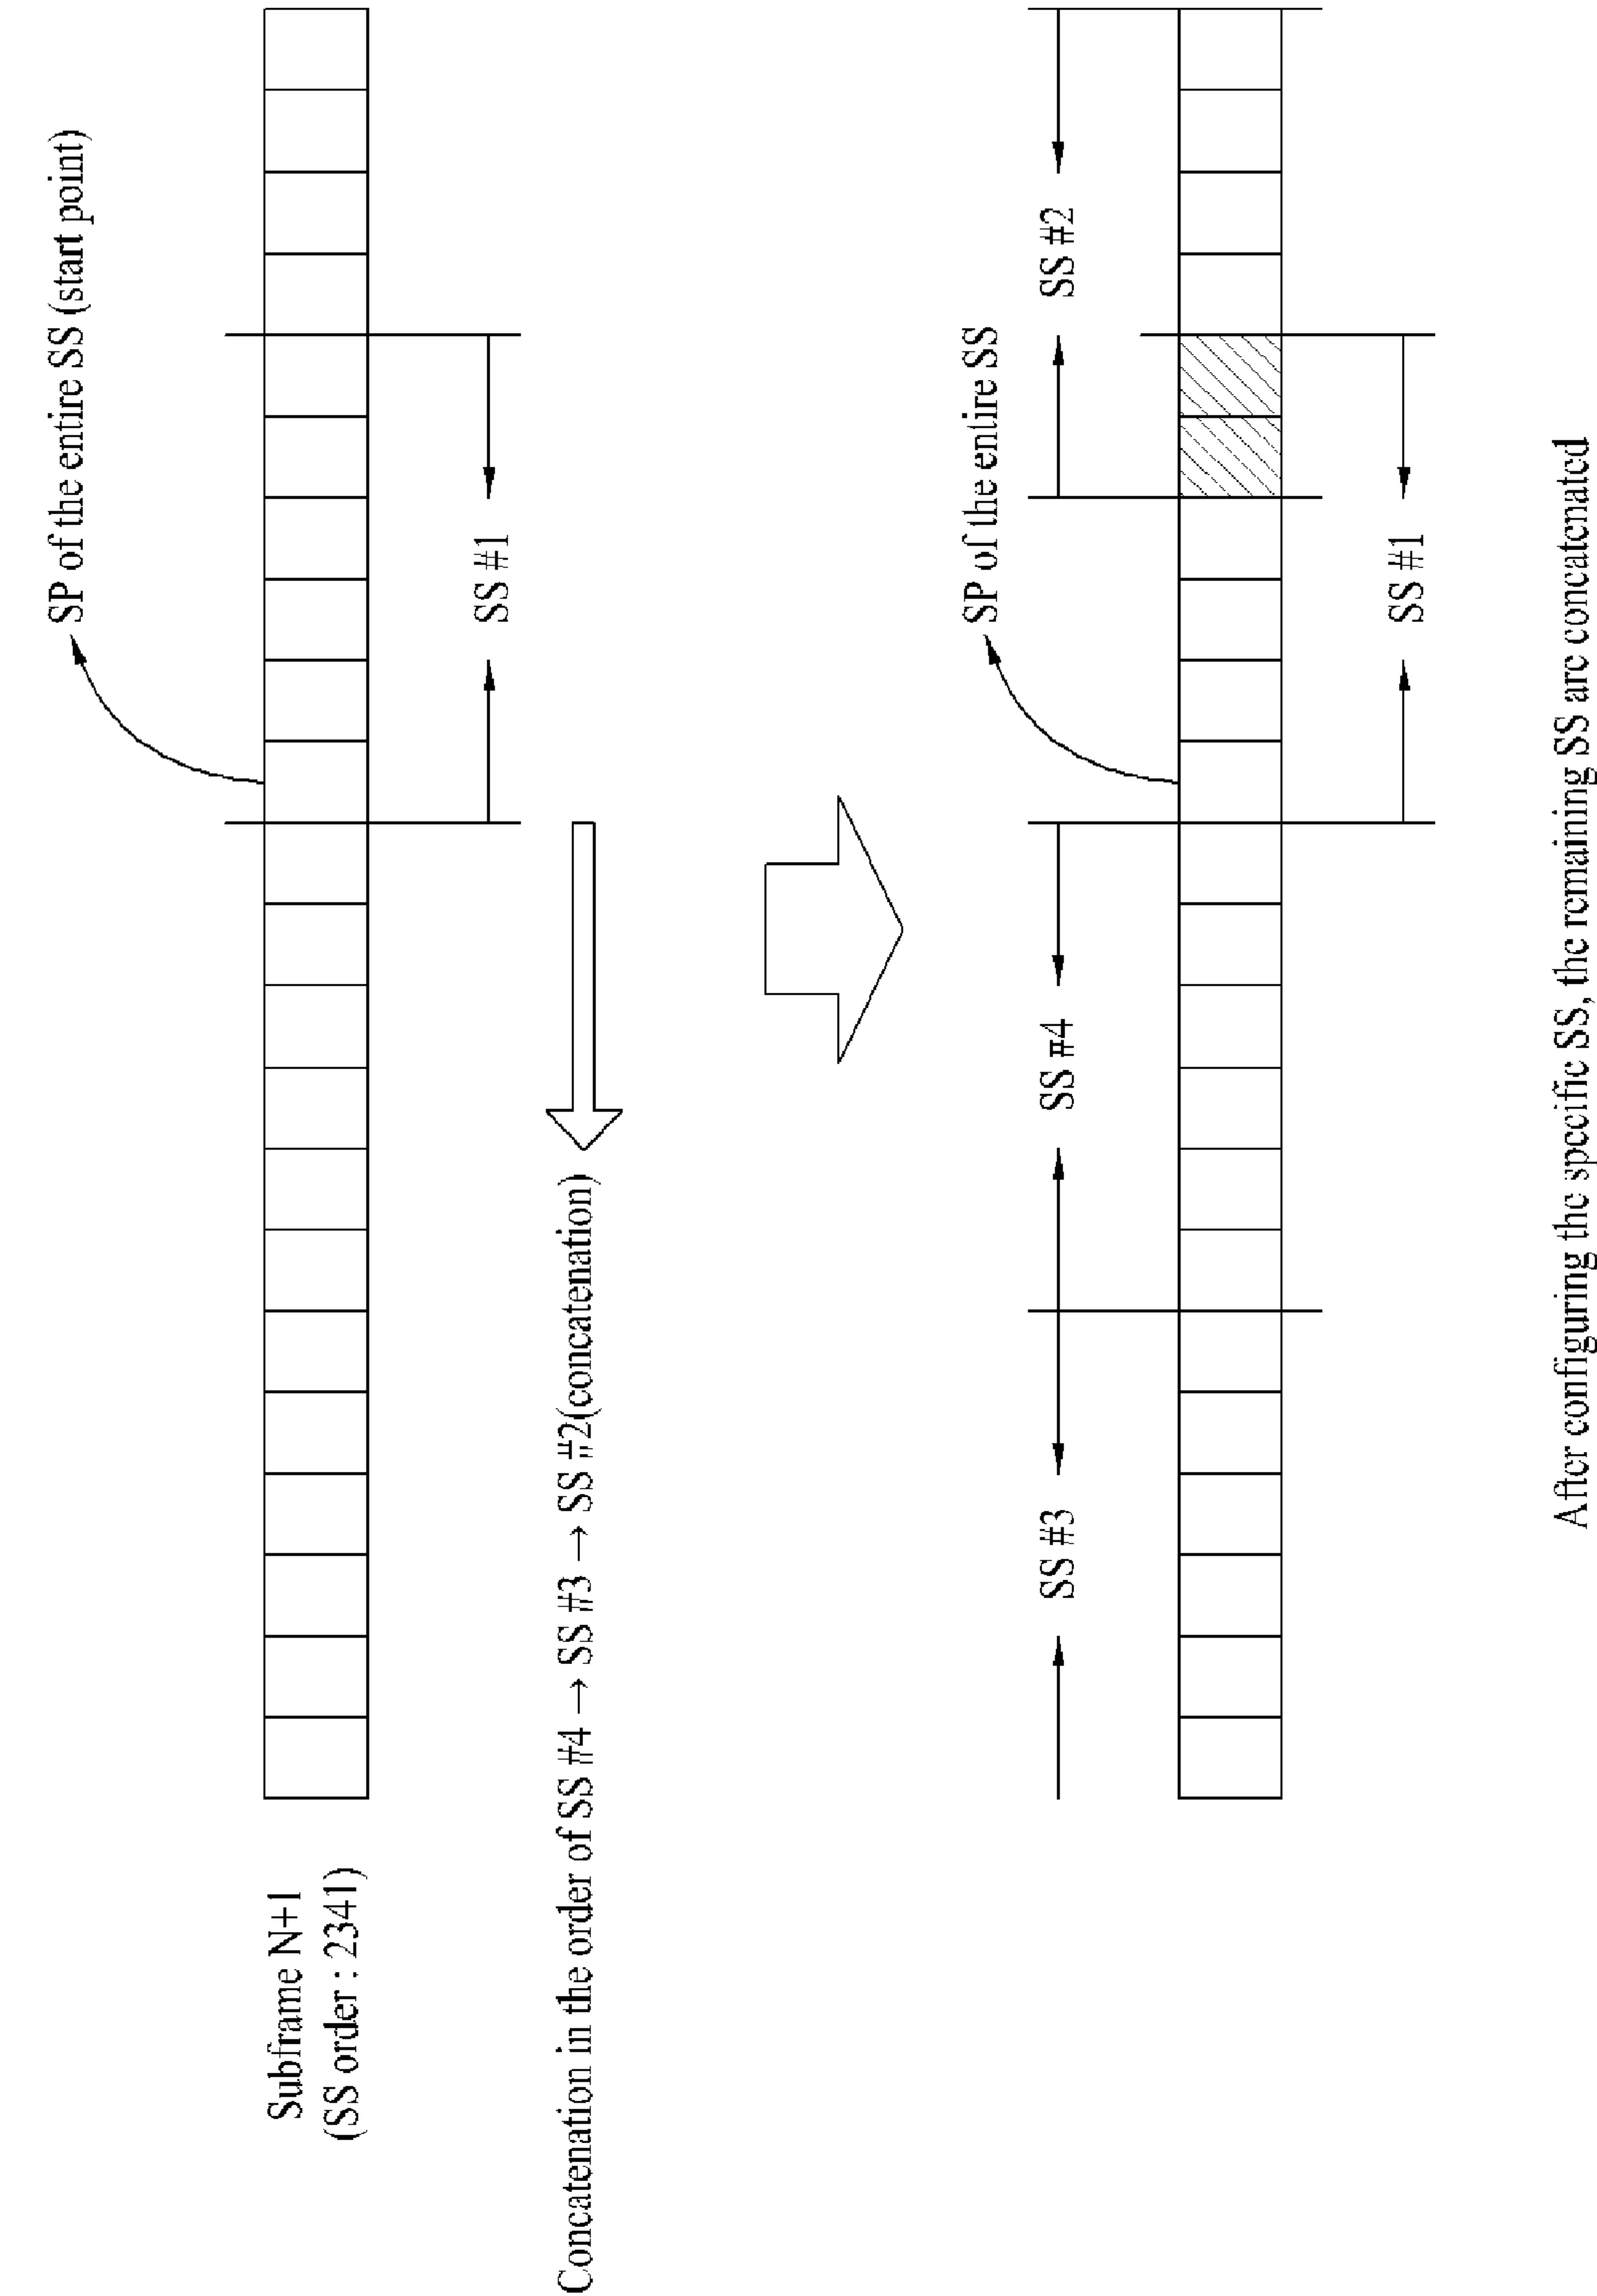 SP of the entire SS (start point)
Subframe N+1
(SS order : 2341)
SS #1
Concatenation in the order of SS #4 → SS #3 → SS #2(concatenation)
SP of the entire SS
SS #3
SS #4
SS #2
SS #1
After configuring the specific SS, the remaining SS are concatenated